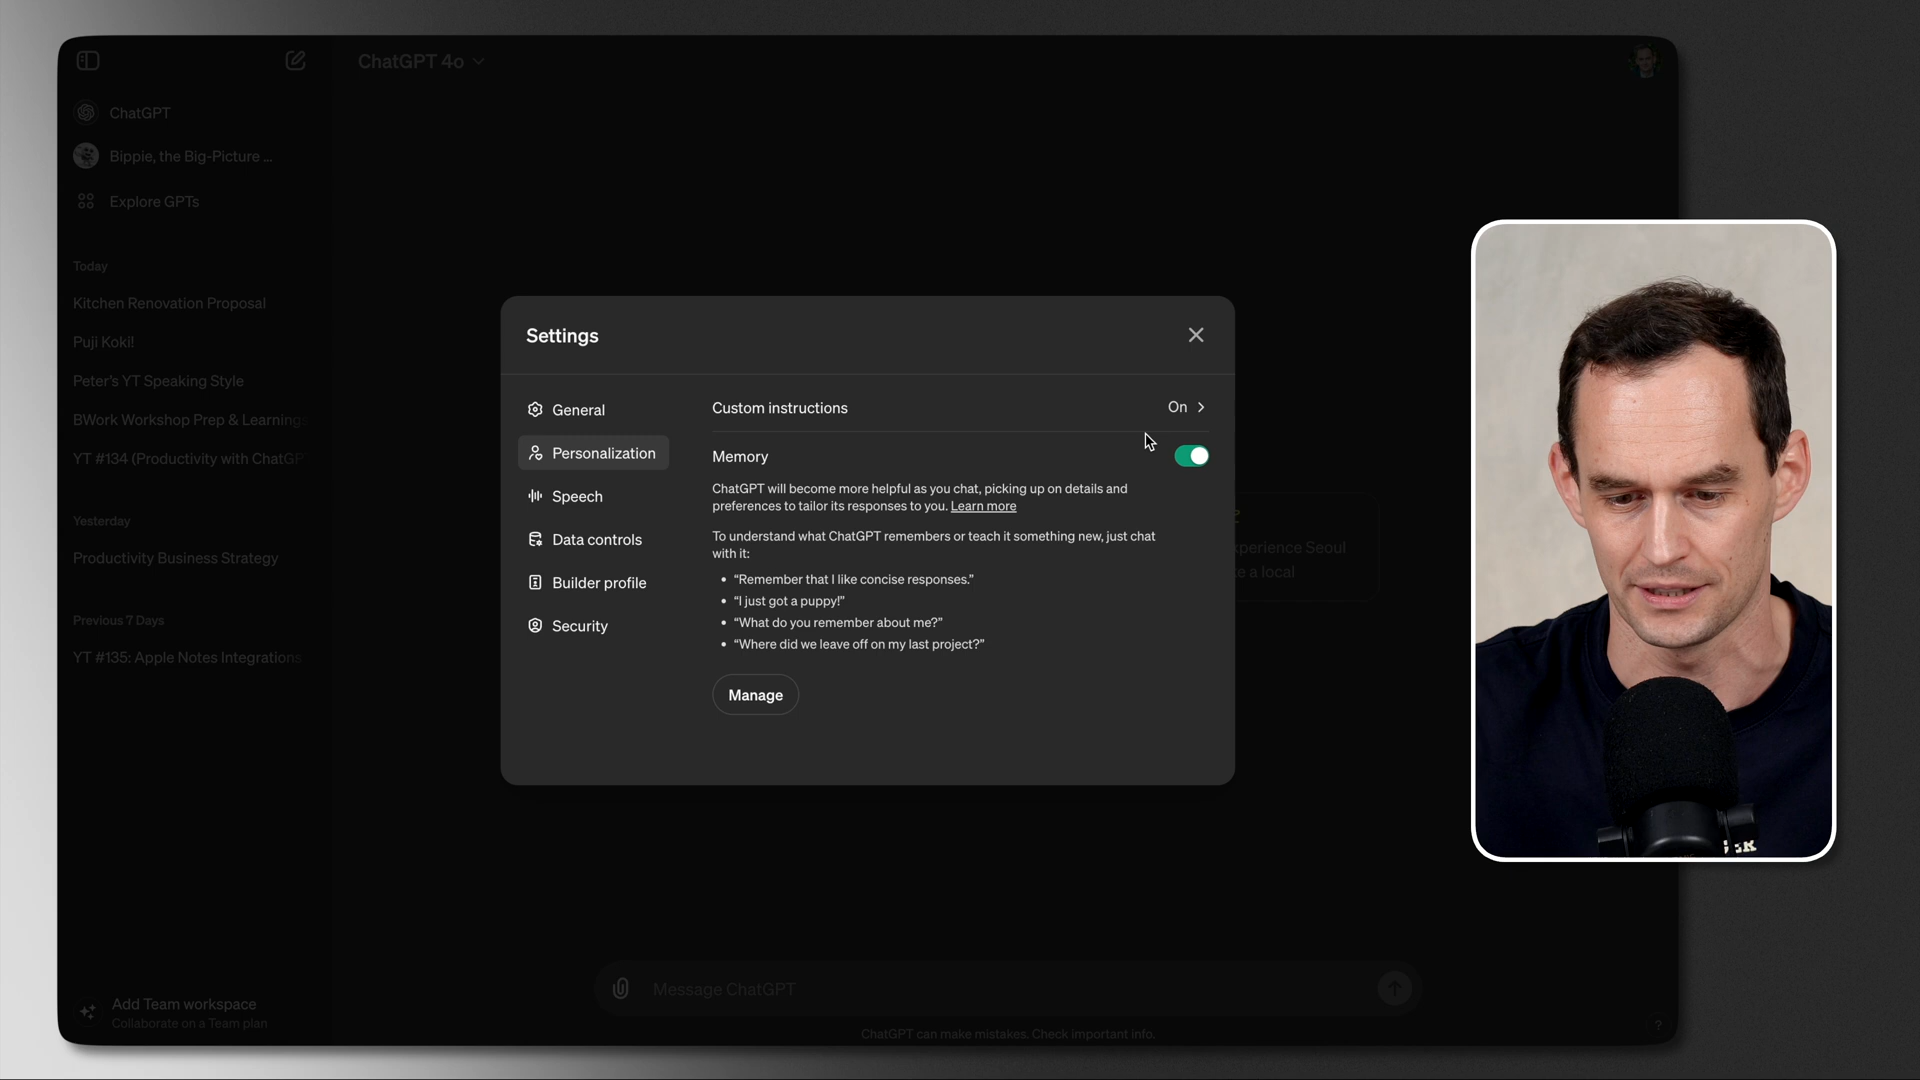 ChatGPT 4o
ChatGPT
Bippie, the Big-Picture ...
Explore GPTs
Today
Kitchen Renovation Proposal
Puji Koki!
Peter's YT Speaking Style
BWork Workshop Prep & Learnings
YT #134 (Productivity with ChatGPT
Yesterday
Productivity Business Strategy
Previous 7 Days
YT #135: Apple Notes Integrations
Add Team workspace
Collaborate on a Team plan
Settings
General
Personalization
Speech
Data controls
Builder profile
Security
Custom instructions
On
Memory
ChatGPT will become more helpful as you chat, picking up on details and
preferences to tailor its responses to you. Learn more
To understand what ChatGPT remembers or teach it something new, just chat
with it:
• “Remember that I like concise responses.”
• “I just got a puppy!”
• “What do you remember about me?”
• “Where did we leave off on my last project?”
Manage
Seoul
a local
Message ChatGPT
ChatGPT can make mistakes. Check important info.
?